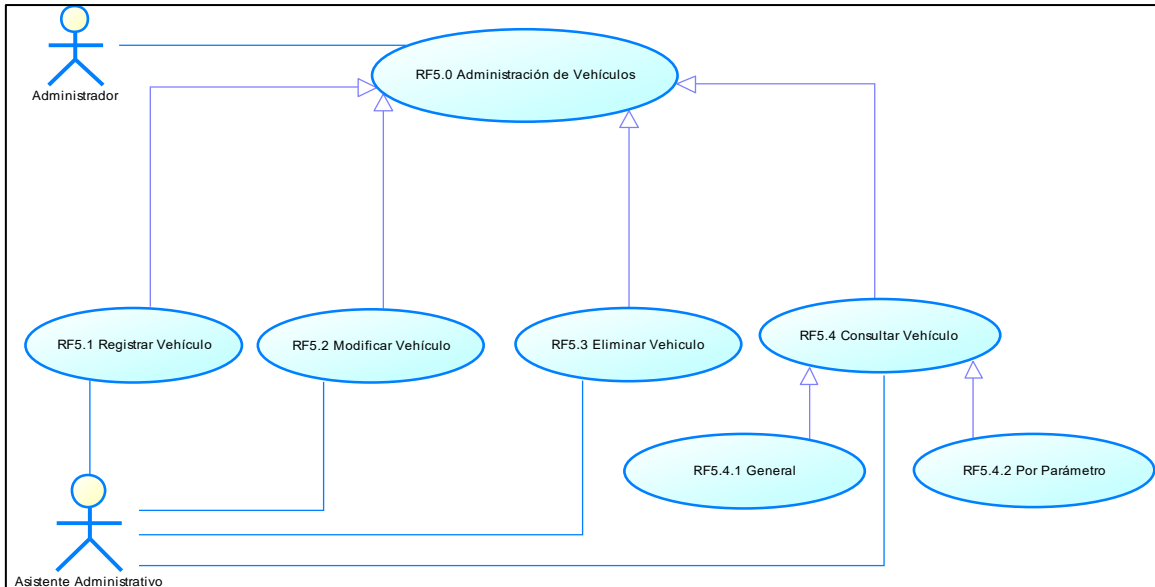 RF5.0 Administración de Vehículos
Administrador
RF5.1 Registrar Vehículo
RF5.2 Modificar Vehículo
RF5.3 Eliminar Vehiculo
RF5.4 Consultar Vehículo
RF5.4.1 General
RF5.4.2 Por Parámetro
Asistente Administrativo